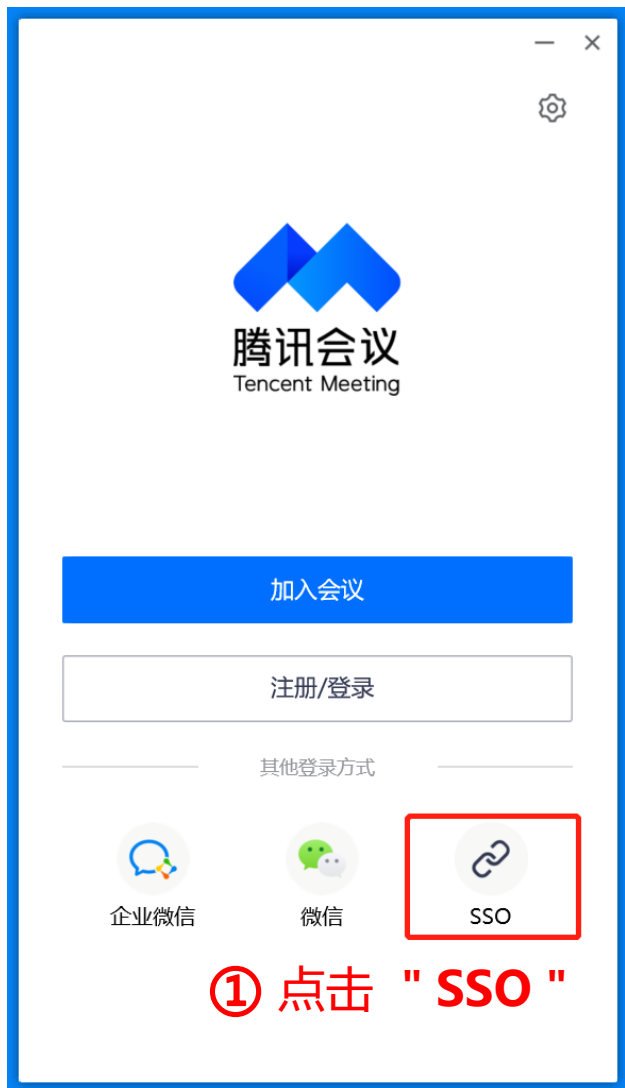 腾讯会议
Tencent Meeting
加入会议
注册/登录
其他登录方式
企业微信
微信
SSO
① 点击 " SSO "